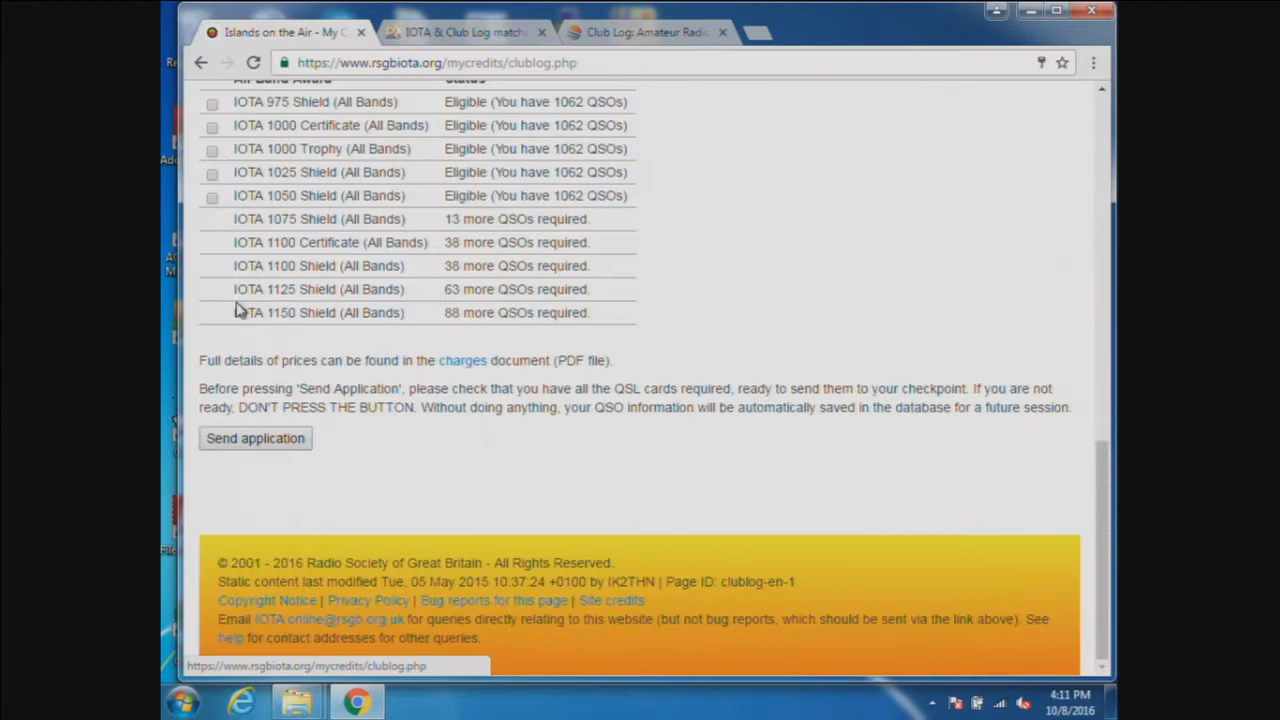 Islands on the Air - My C
IOTA & Club Log match
Club Log: Amateur Radi
https://www.rsgbiota.org/mycredits/clublog.php
All-Band Award Status
IOTA 975 Shield (All Bands) Eligible (You have 1062 QSOs)
IOTA 1000 Certificate (All Bands) Eligible (You have 1062 QSOs)
IOTA 1000 Trophy (All Bands) Eligible (You have 1062 QSOs)
IOTA 1025 Shield (All Bands) Eligible (You have 1062 QSOs)
IOTA 1050 Shield (All Bands) Eligible (You have 1062 QSOs)
IOTA 1075 Shield (All Bands) 13 more QSOs required.
IOTA 1100 Certificate (All Bands) 38 more QSOs required.
IOTA 1100 Shield (All Bands) 38 more QSOs required.
IOTA 1125 Shield (All Bands) 63 more QSOs required.
IOTA 1150 Shield (All Bands) 88 more QSOs required.
Full details of prices can be found in the charges document (PDF file).
Before pressing 'Send Application', please check that you have all the QSL cards required, ready to send them to your checkpoint. If you are not
ready, DON'T PRESS THE BUTTON. Without doing anything, your QSO information will be automatically saved in the database for a future session.
Send application
© 2001 - 2016 Radio Society of Great Britain - All Rights Reserved.
Static content last modified Tue, 05 May 2015 10:37:24 +0100 by IK2THN | Page ID: clublog-en-1
Copyright Notice | Privacy Policy | Bug reports for this page | Site credits
Email IOTA.online@rsgb.org.uk for queries directly relating to this website (but not bug reports, which should be sent via the link above). See
help for contact addresses for other queries.
https://www.rsgbiota.org/mycredits/clublog.php
4:11 PM
10/8/2016